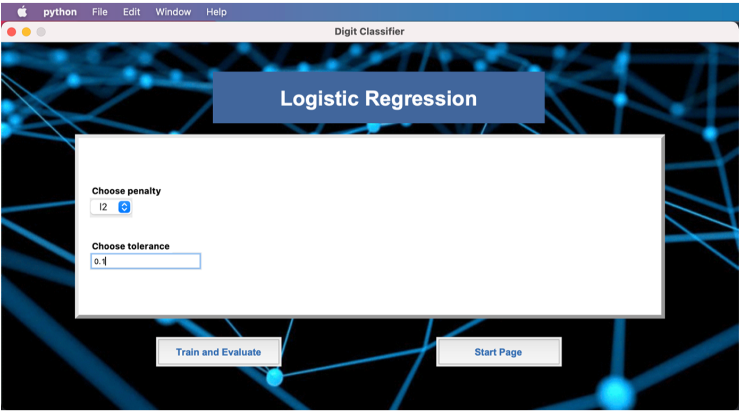 python File Edit Window Help
Digit Classifier
Logistic Regression
Choose penalty
l2
Choose tolerance
0.1
Train and Evaluate Start Page